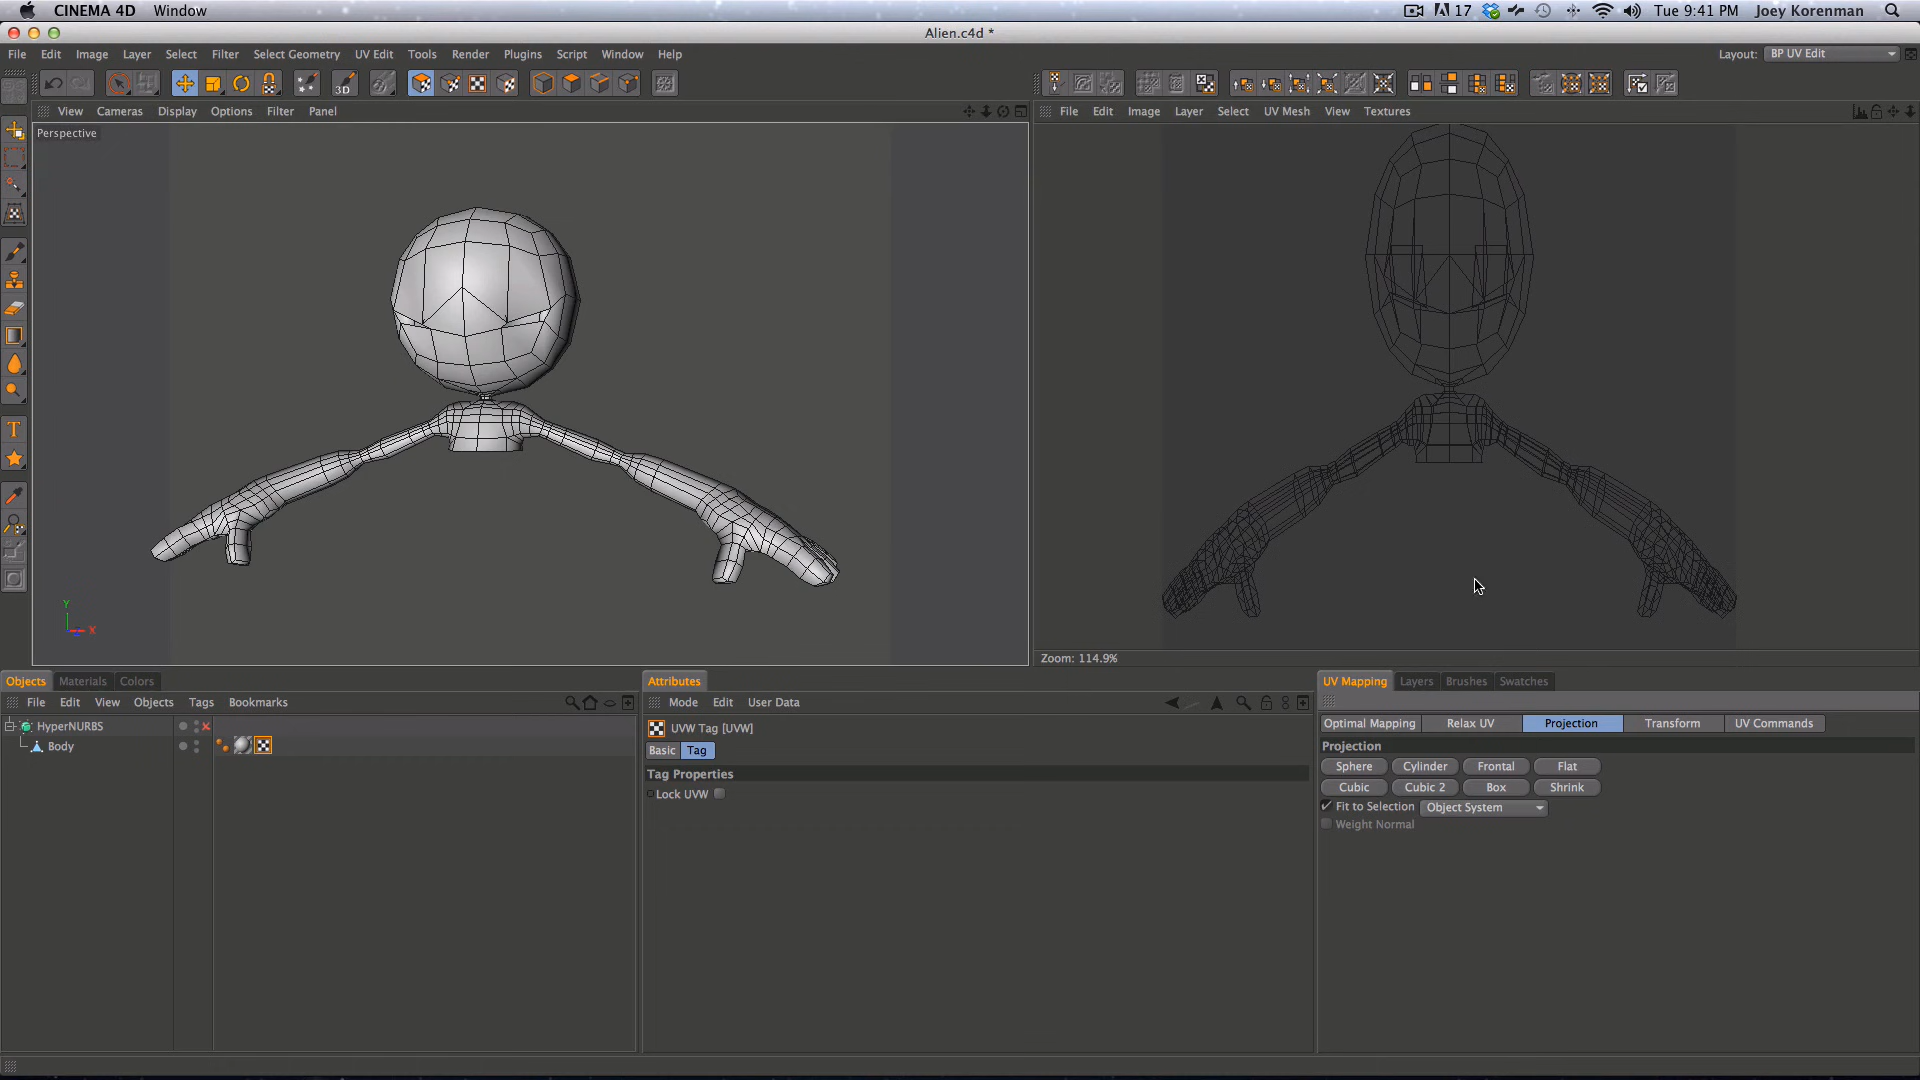 CINEMA 4D Window 17 Tue 9:41 PM Joey Korenman
Alien.c4d *
File Edit Image Layer Select Filter Select Geometry UV Edit Tools Render Plugins Script Window Help Layout: BP UV Edit
3D
View Cameras Display Options Filter Panel
File Edit Image Layer Select UV Mesh View Textures
Perspective
T
Y
X
Zoom: 114.9%
Objects Materials Colors
Attributes
UV Mapping Layers Brushes Swatches
File Edit View Objects Tags Bookmarks
Mode Edit User Data
HyperNURBS
Body
UVW Tag [UVW]
Basic Tag
Tag Properties
Lock UVW
Optimal Mapping Relax UV Projection Transform UV Commands
Projection
Sphere Cylinder Frontal Flat
Cubic Cubic 2 Box Shrink
Fit to Selection Object System
Weight Normal